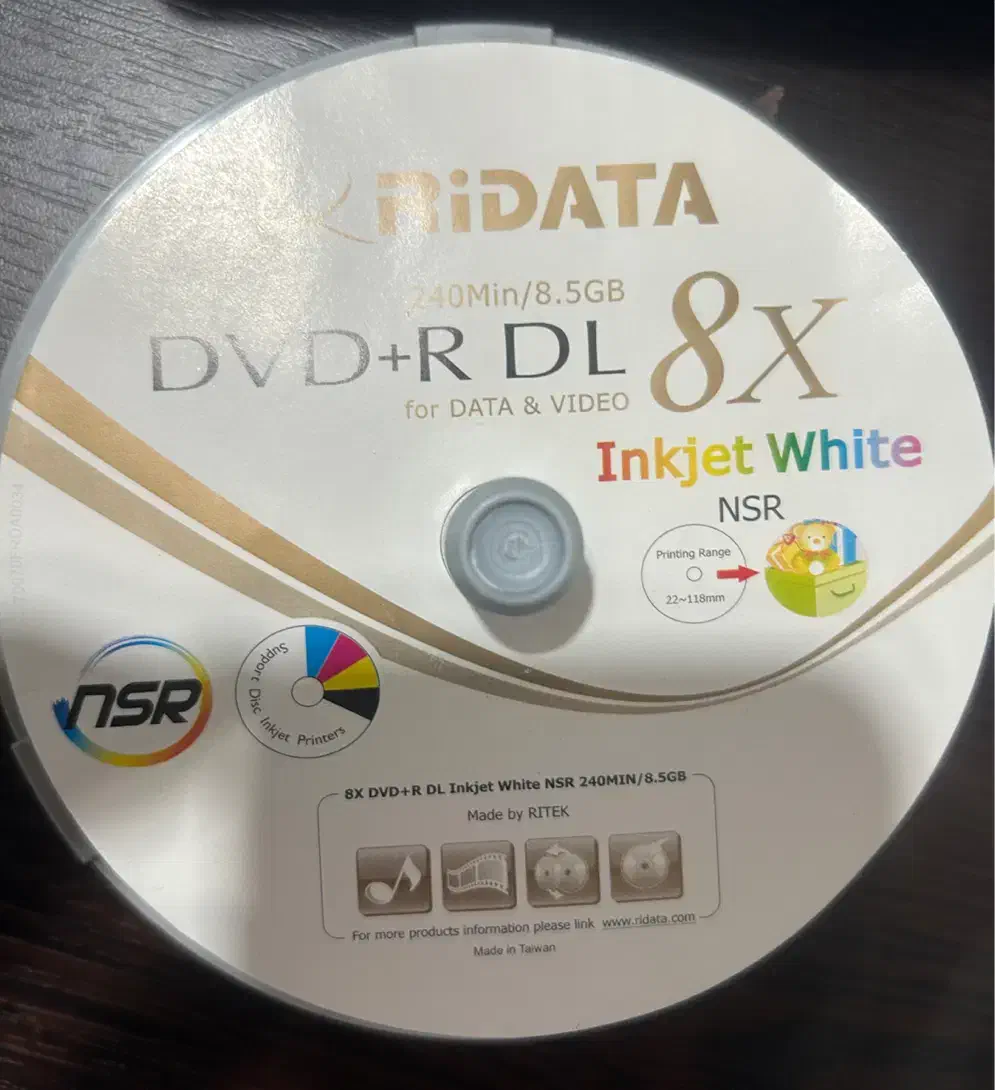 RiDATA
240Min/8.5GB
DVD+R DL 8X
for DATA & VIDEO
Inkjet White
NSR
Printing Range
22~118mm
NSR
Support Disc Inkjet Printers
8X DVD+R DL Inkjet White NSR 240MIN/8.5GB
Made by RITEK
For more products information please link www.ridata.com
Made in Taiwan